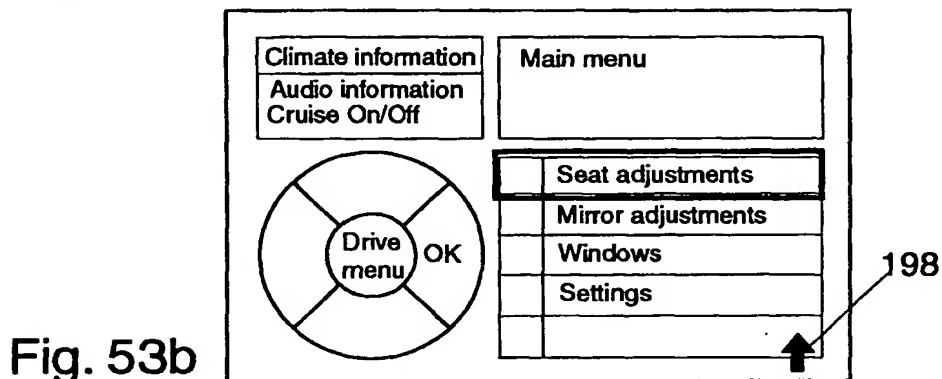 Climate information
Audio information
Cruise On/Off
Main menu
Drive
menu
OK
Seat adjustments
Mirror adjustments
Windows
Settings
198
Fig. 53b